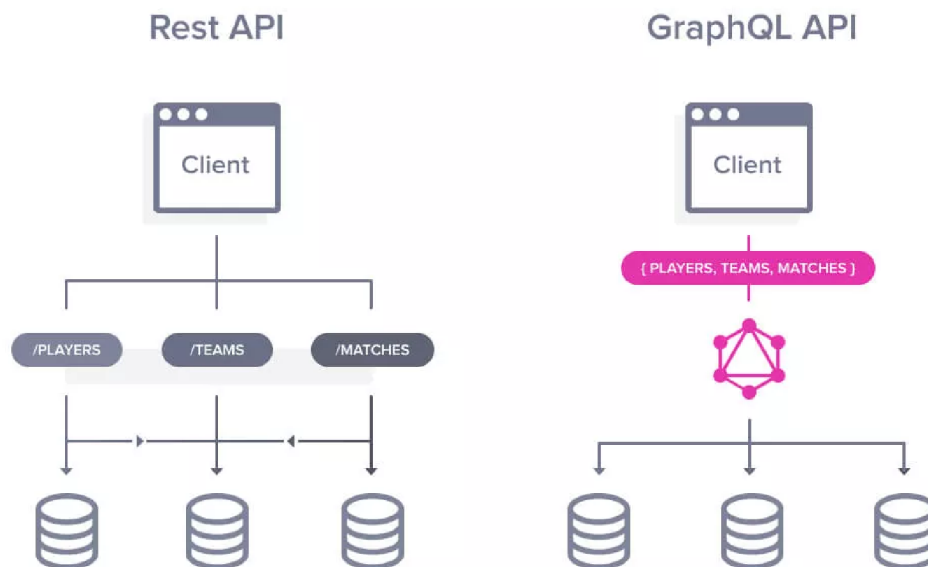 Rest API
GraphQL API
Client
Client
{ PLAYERS, TEAMS, MATCHES }
/PLAYERS
/TEAMS
/MATCHES